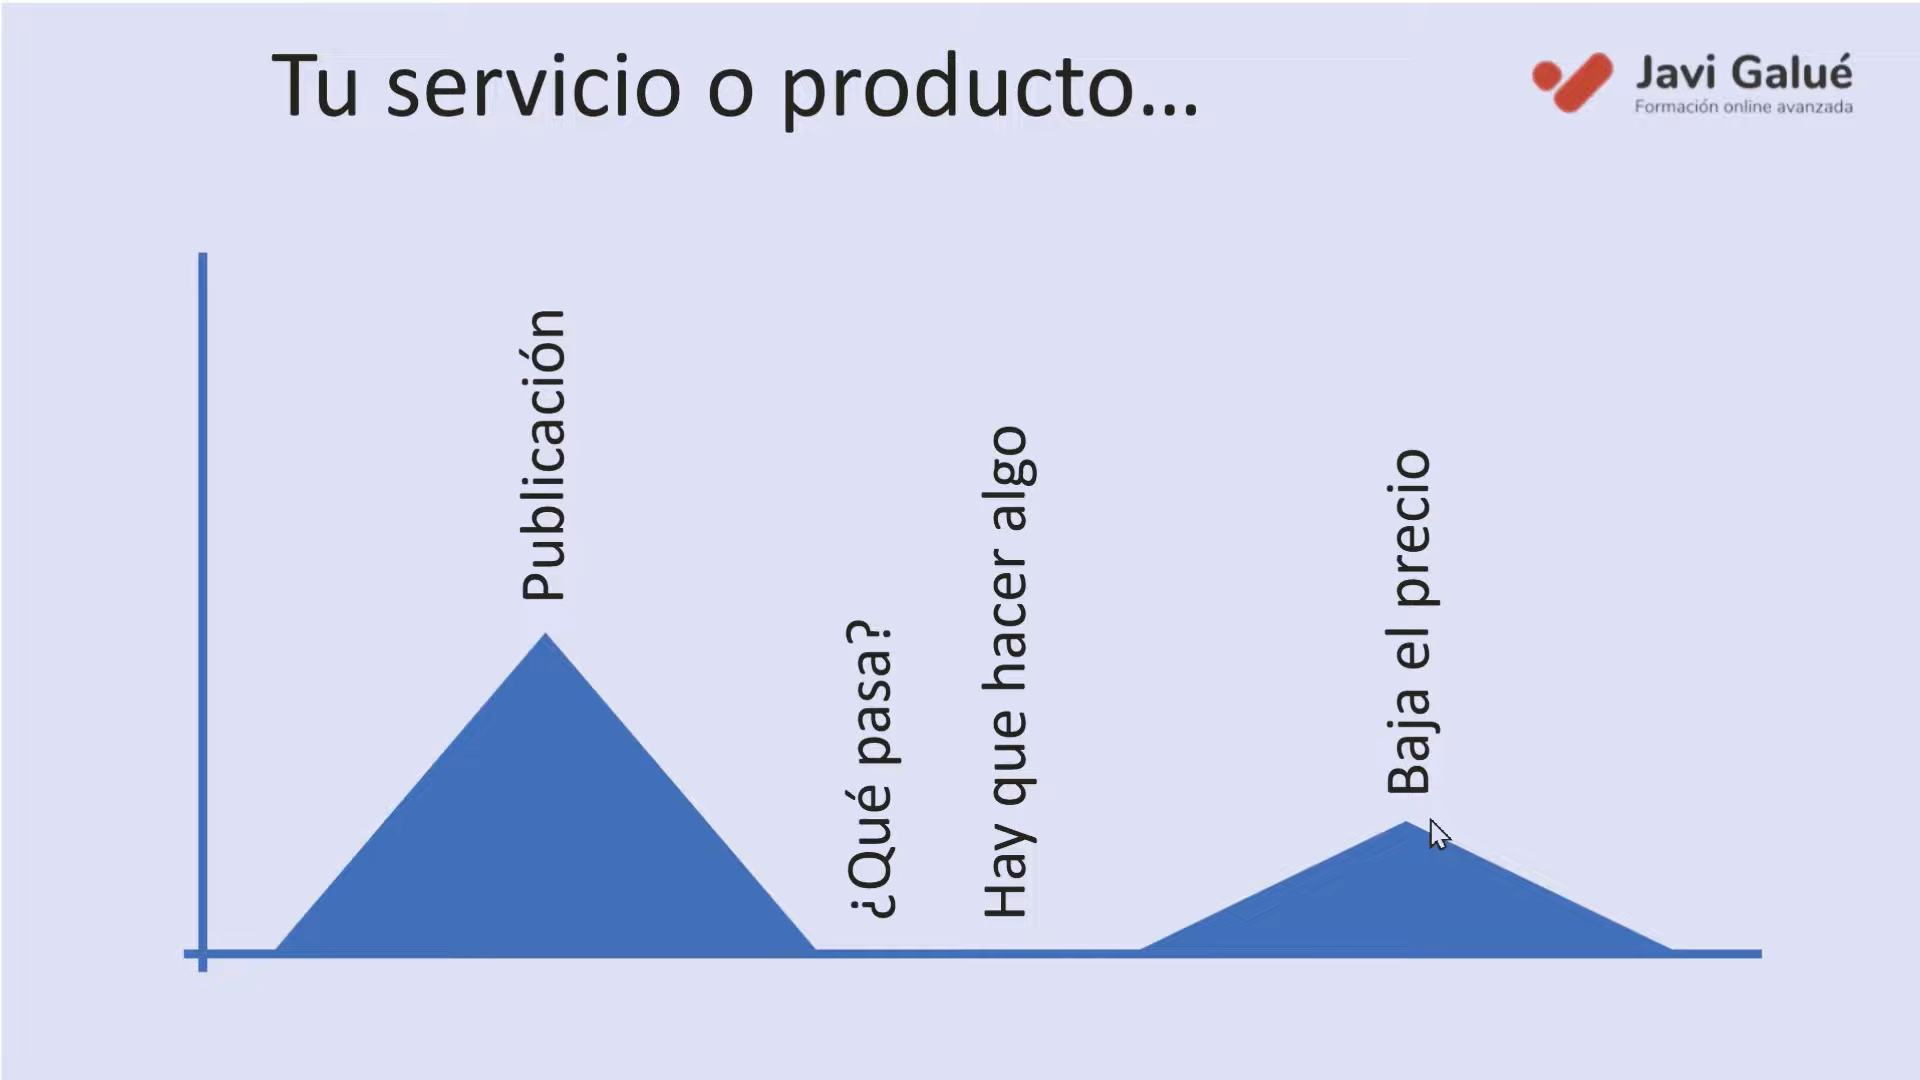 Tu servicio o producto...
Javi Galué
Formación online avanzada
Publicación
¿Qué pasa?
Hay que hacer algo
Baja el precio